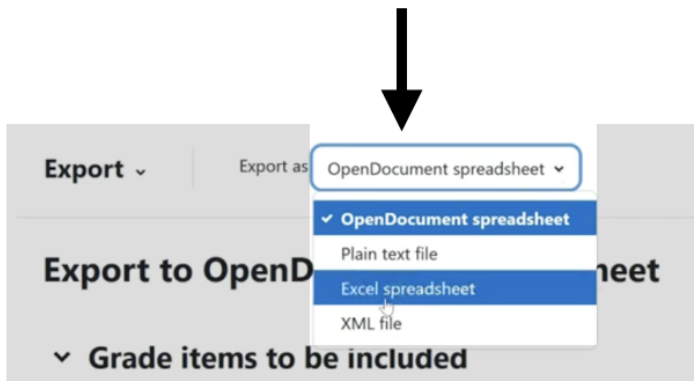 Export
Export as
OpenDocument spreadsheet
OpenDocument spreadsheet
Plain text file
Excel spreadsheet
XML file
Export to OpenD heet
Grade items to be included